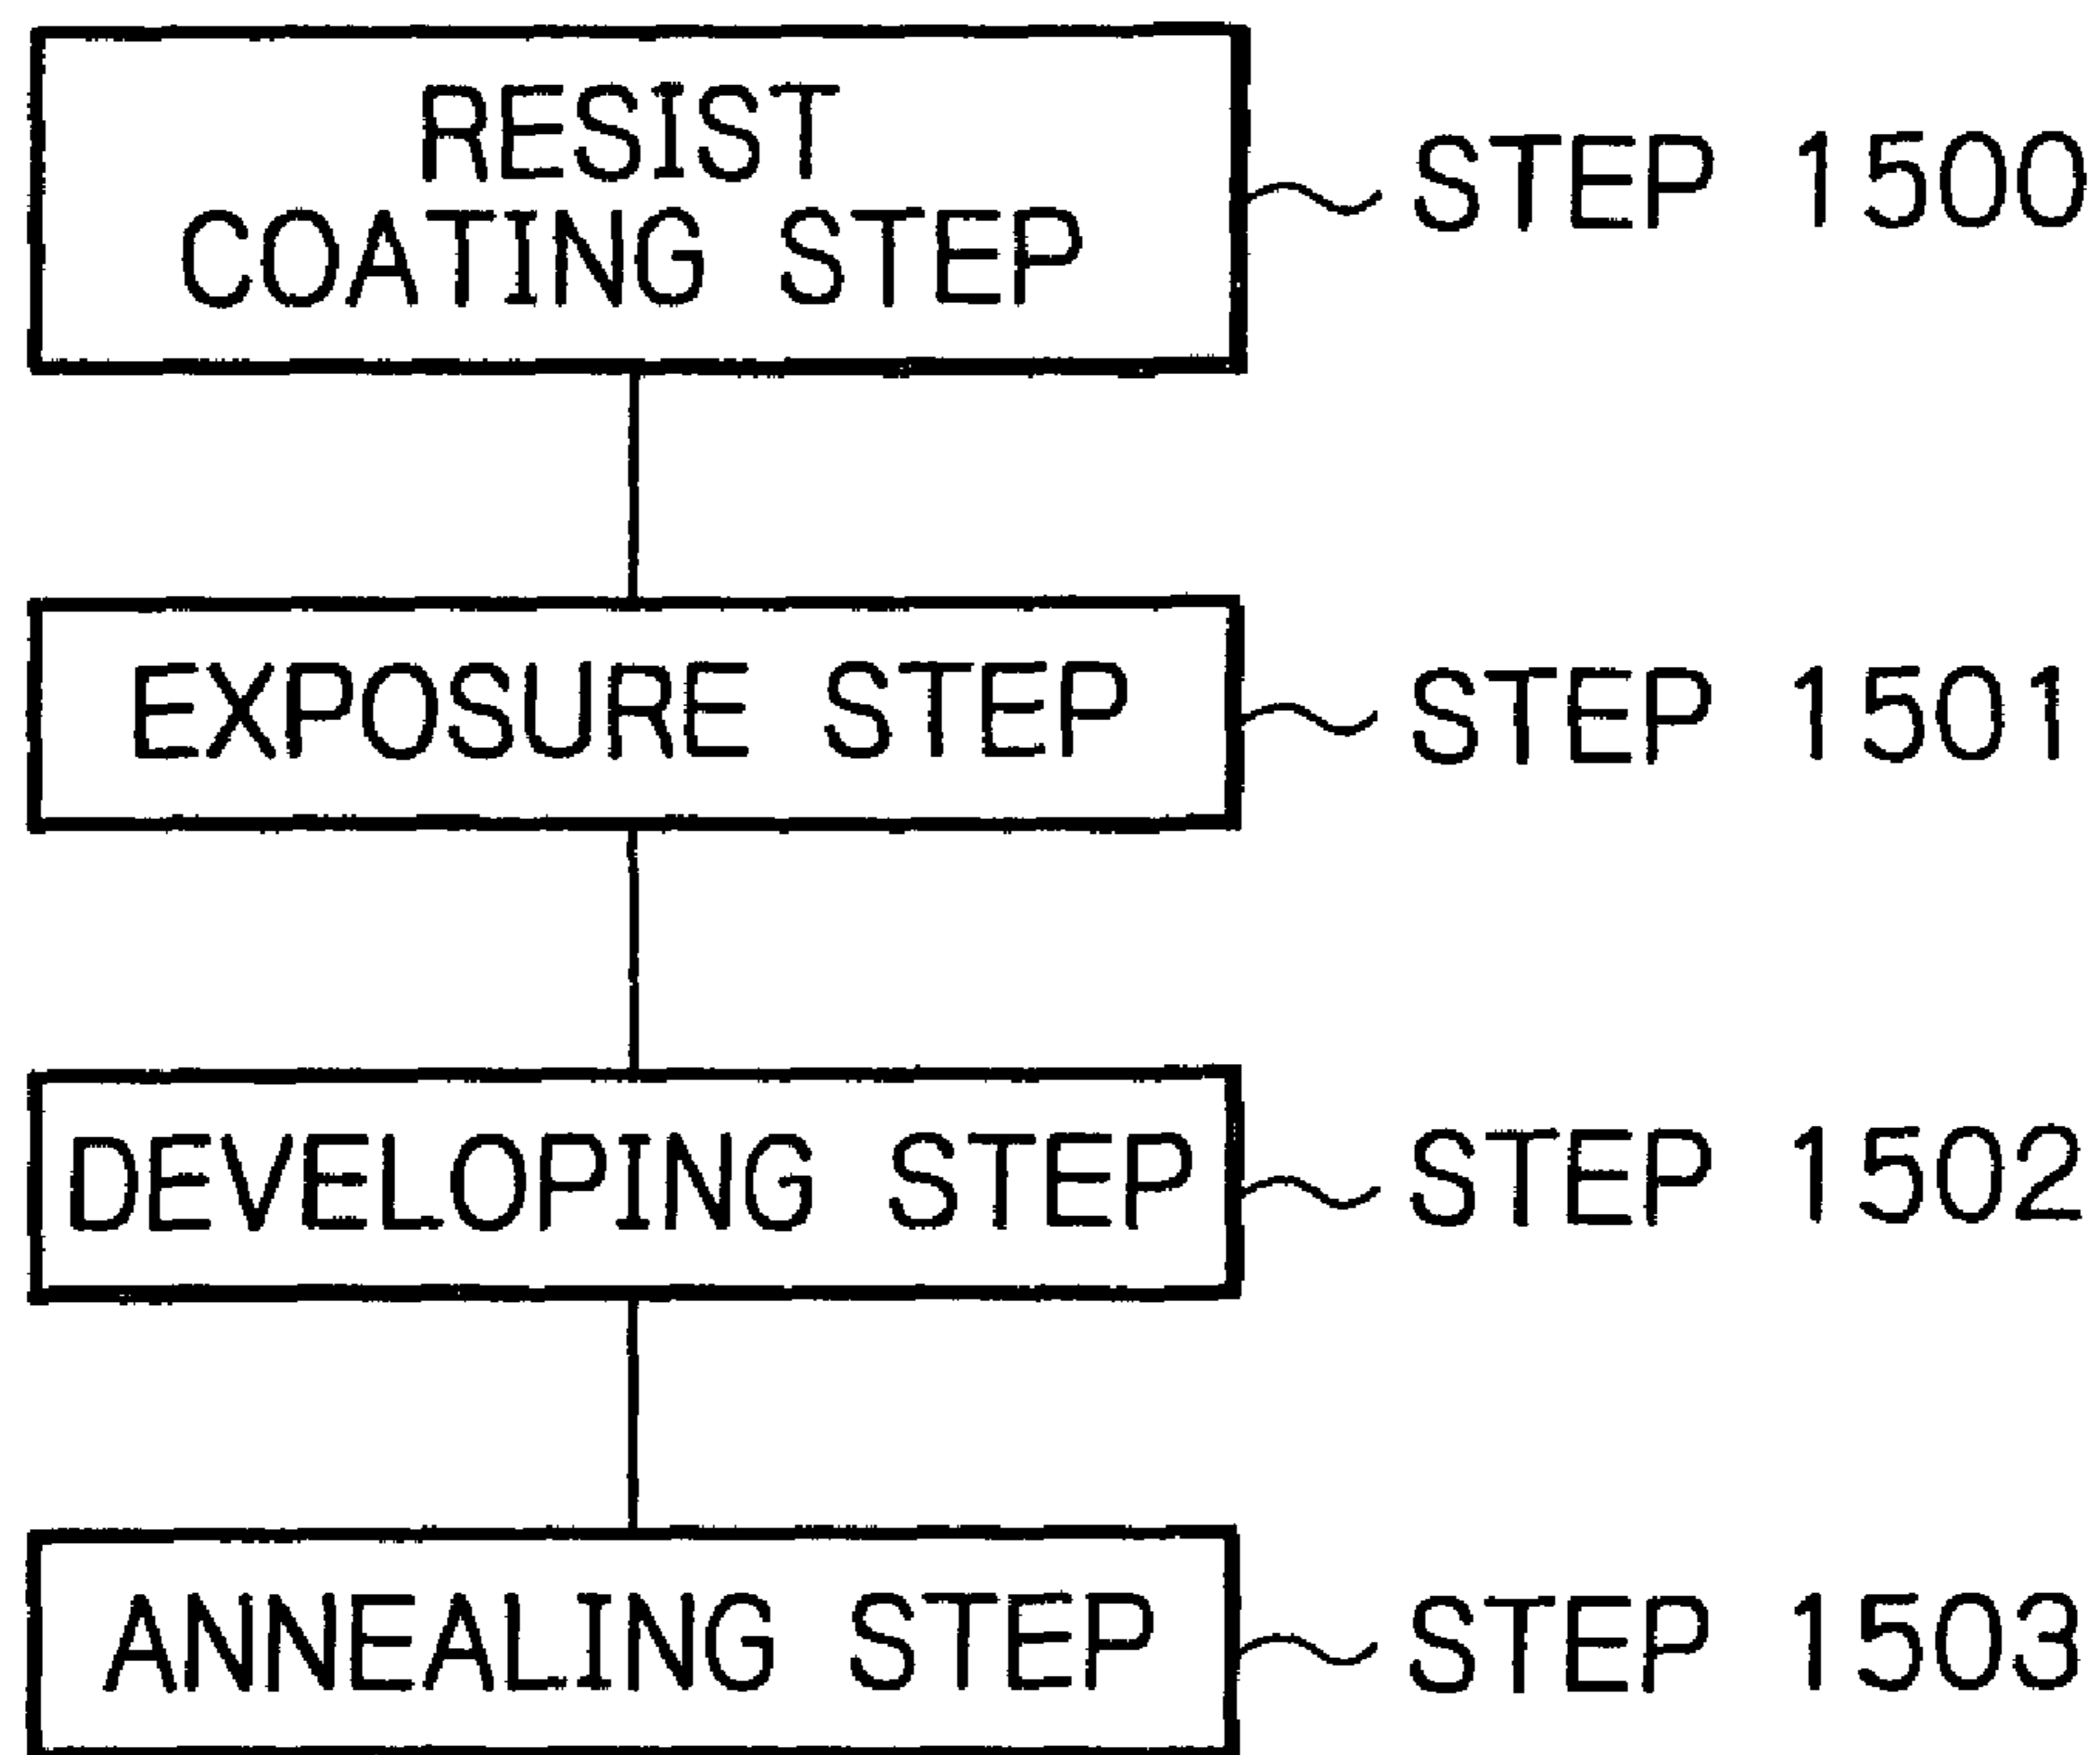 RESIST
COATING STEP
STEP 1500
EXPOSURE STEP
STEP 1501
DEVELOPING STEP
STEP 1502
ANNEALING STEP
STEP 1503